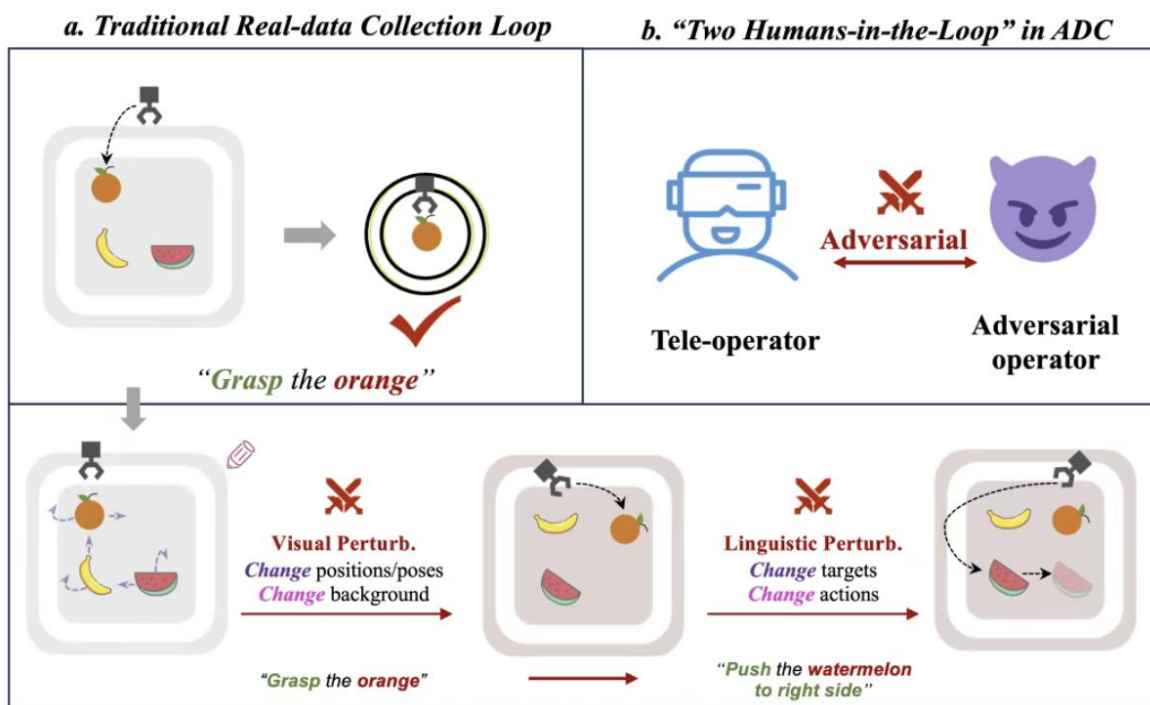 a. Traditional Real-data Collection Loop
b. “Two Humans-in-the-Loop” in ADC
“Grasp the orange”
Adversarial
Tele-operator
Adversarial
operator
Visual Perturb.
Change positions/poses
Change background
“Grasp the orange”
Linguistic Perturb.
Change targets
Change actions
“Push the watermelon
to right side”